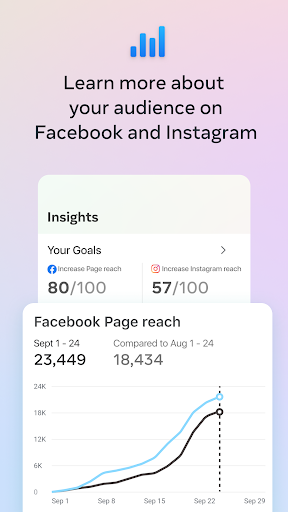 Learn more about
your audience on
Facebook and Instagram
Insights
Your Goals
Increase Page reach
Increase Instagram reach
80/100
57/100
Facebook Page reach
Sept 1 - 24
Compared to Aug 1 - 24
23,449
18,434
24K
18K
12K
6K
0
Sep 1
Sep 8
Sep 15
Sep 22
Sep 29